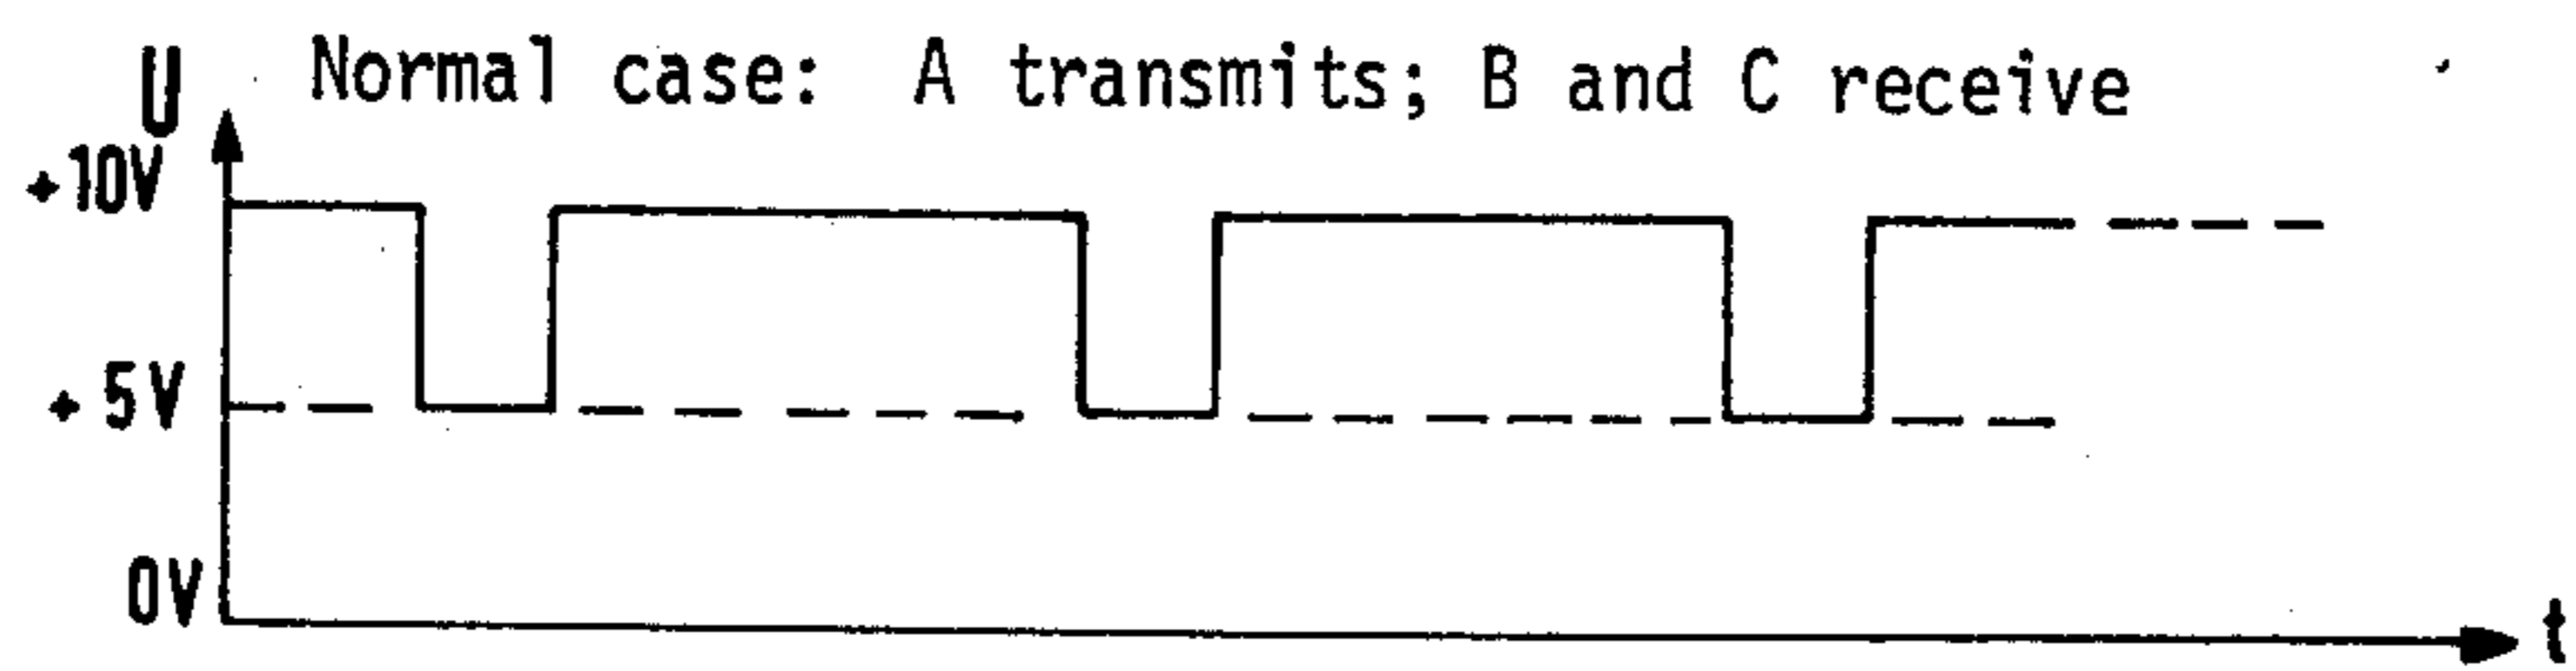 U Normal case: A transmits; B and C receive
+10V
+5V
0V
t